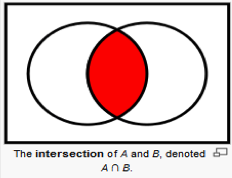 The intersection of A and B, denoted
A ∩ B.